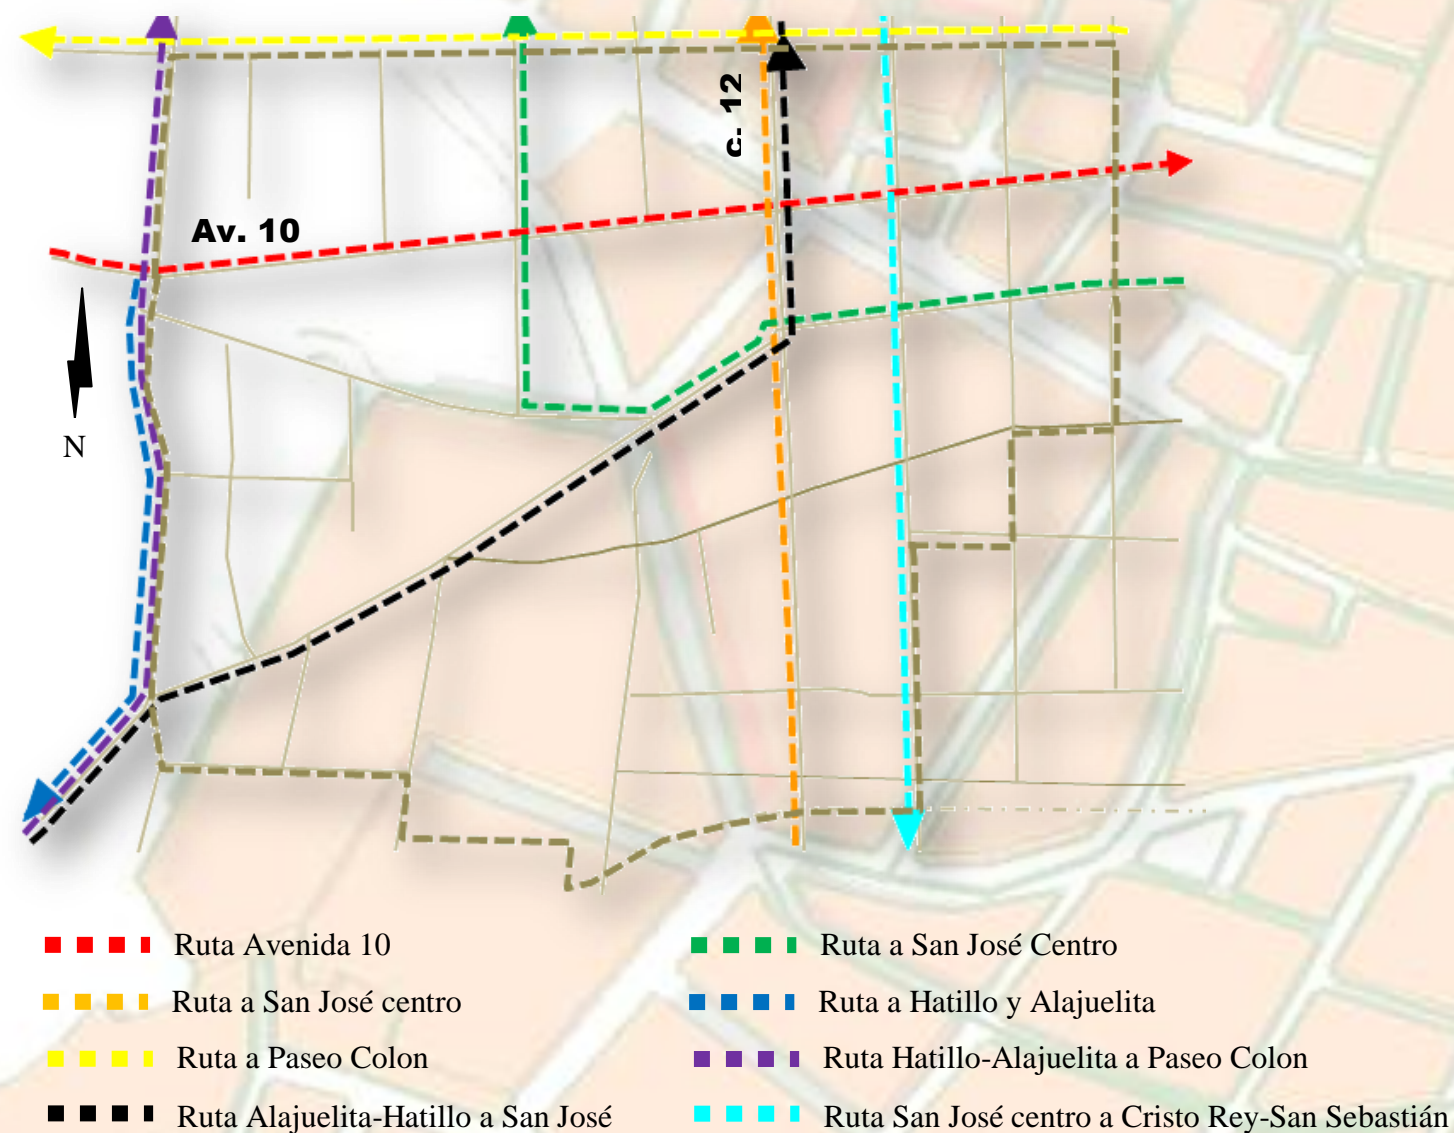 c. 12
Av. 10
N
Ruta Avenida 10
Ruta a San José Centro
Ruta a San José centro
Ruta a Hatillo y Alajuelita
Ruta a Paseo Colon
Ruta Hatillo-Alajuelita a Paseo Colon
Ruta Alajuelita-Hatillo a San José
Ruta San José centro a Cristo Rey-San Sebastián